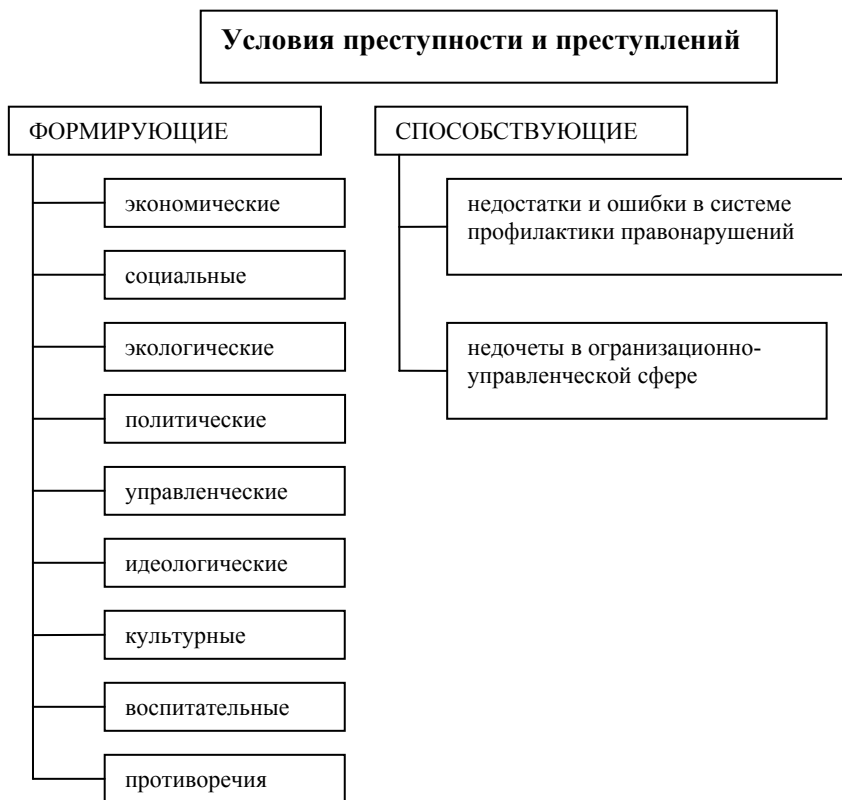 Условия преступности и преступлений
ФОРМИРУЮЩИЕ
экономические
социальные
экологические
политические
управленческие
идеологические
культурные
воспитательные
противоречия
СПОСОБСТВУЮЩИЕ
недостатки и ошибки в системе
профилактики правонарушений
недочеты в огранизационно-
управленческой сфере